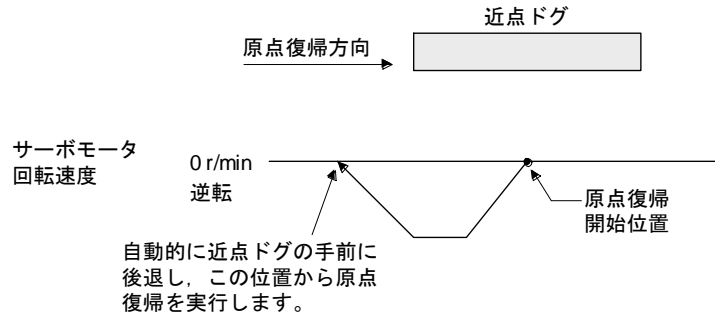 近点ドグ
原点復帰方向
サーボモータ
回転速度
0 r/min
逆転
原点復帰
開始位置
自動的に近点ドグの手前に
後退し，この位置から原点
復帰を実行します。